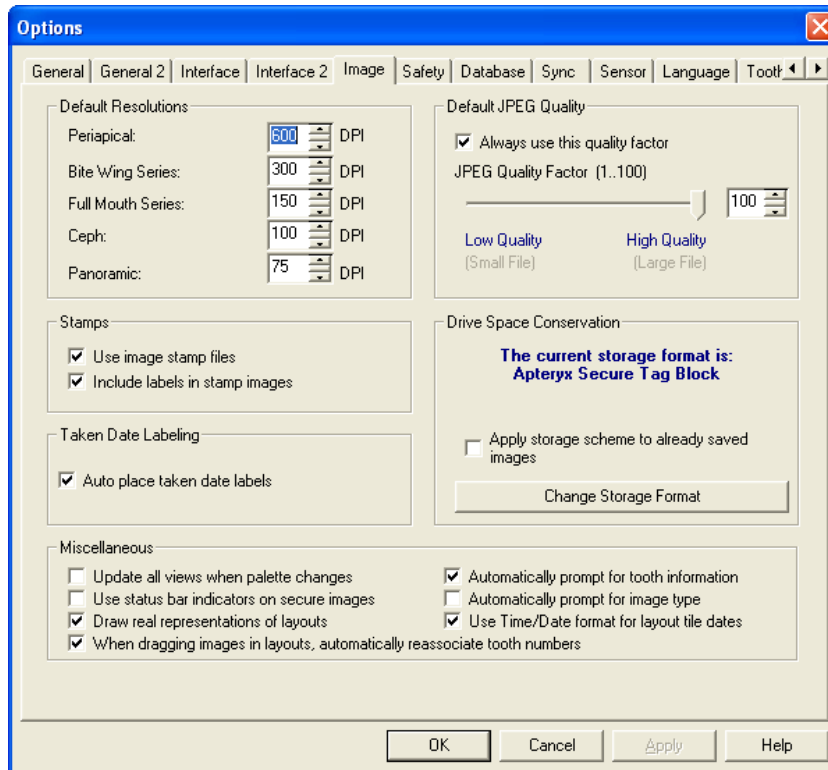 Options
General General 2 Interface Interface 2 Image Safety Database Sync Sensor Language
Default Resolutions
Periapical: 600 DPI
Bite Wing Series: 300 DPI
Full Mouth Series: 150 DPI
Ceph: 100 DPI
Panoramic: 75 DPI
Default JPEG Quality
Always use this quality factor
JPEG Quality Factor (1..100)
100
Low Quality High Quality
(Small File) (Large File)
Stamps
Use image stamp files
Include labels in stamp images
Drive Space Conservation
The current storage format is:
Apteryx Secure Tag Block
Apply storage scheme to already saved
images
Change Storage Format
Taken Date Labeling
Auto place taken date labels
Miscellaneous
Update all views when palette changes
Use status bar indicators on secure images
Draw real representations of layouts
When dragging images in layouts, automatically reassociate tooth numbers
Automatically prompt for tooth information
Automatically prompt for image type
Use Time/Date format for layout tile dates
OK Cancel Apply Help